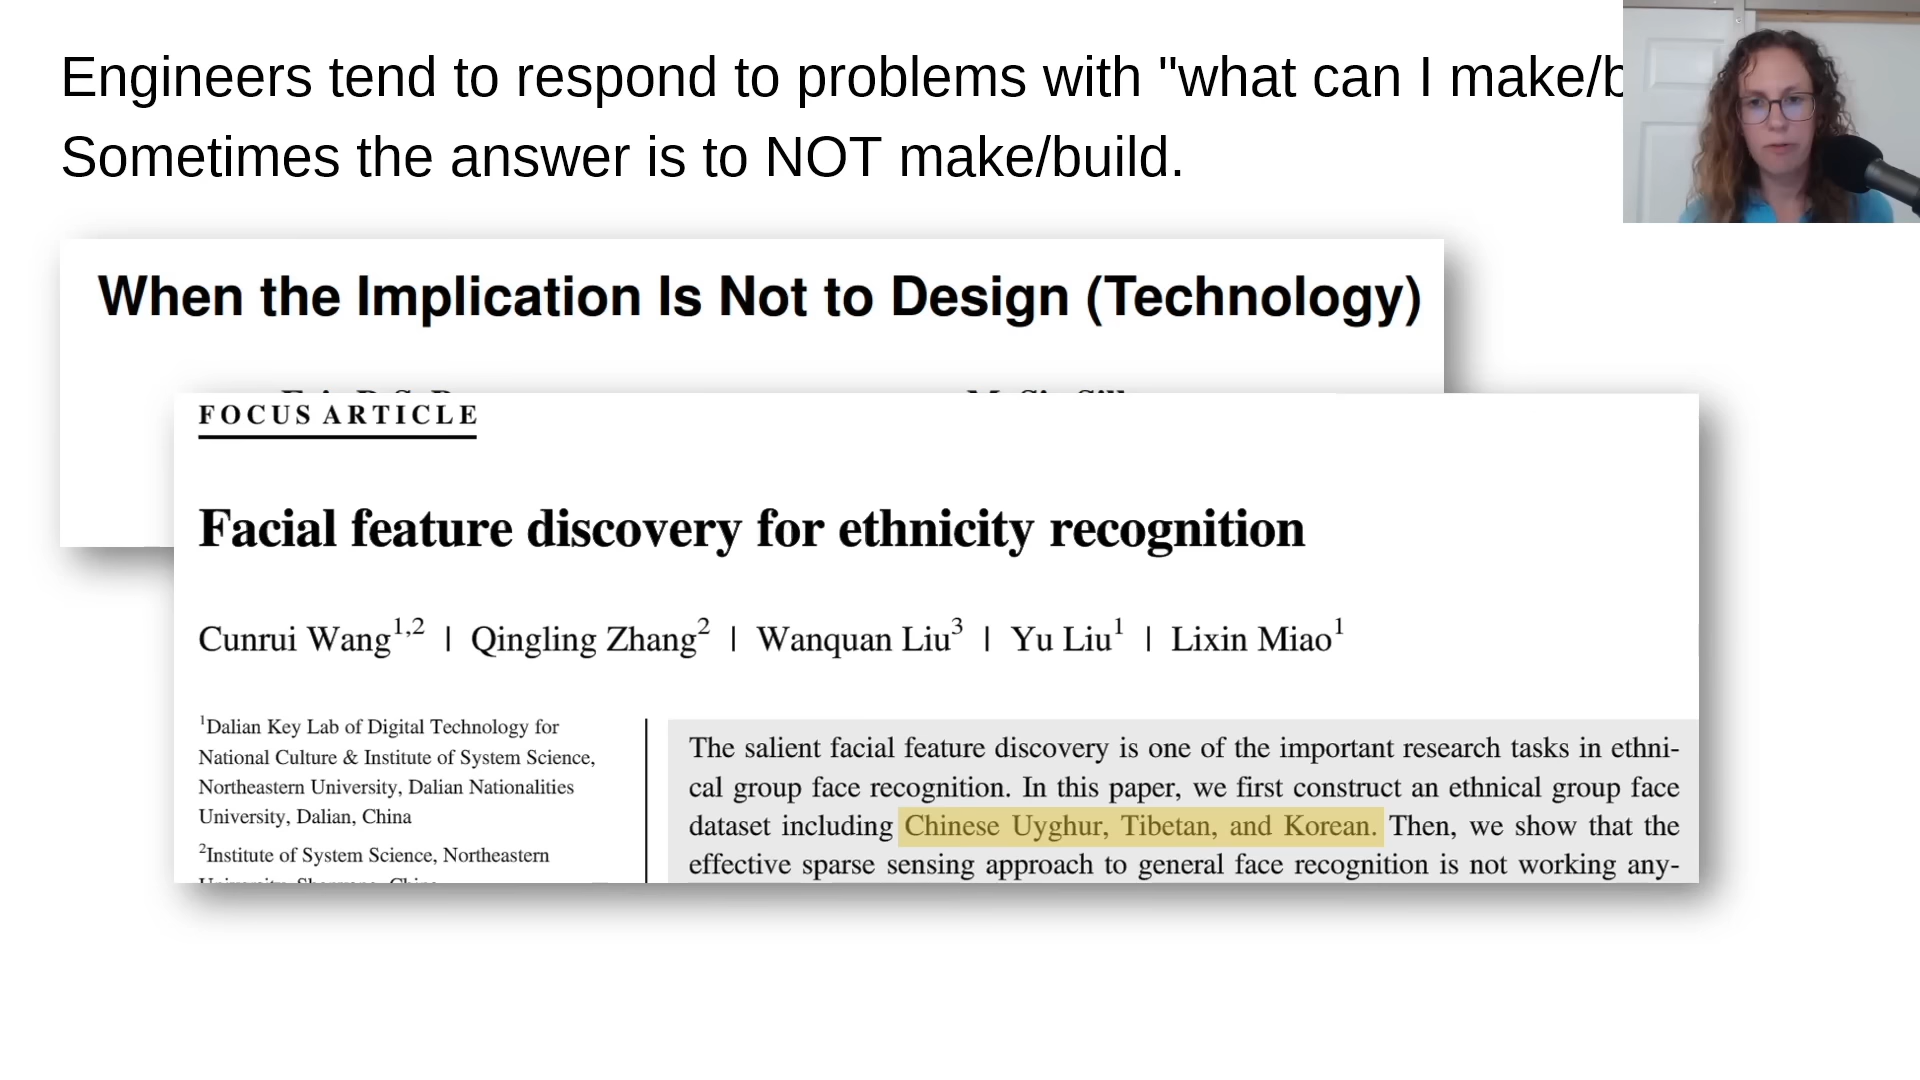 Engineers tend to respond to problems with "what can I make/b
Sometimes the answer is to NOT make/build.
When the Implication Is Not to Design (Technology)
FOCUS ARTICLE
Facial feature discovery for ethnicity recognition
Cunrui Wang1,2 | Qingling Zhang2 | Wanquan Liu3 | Yu Liu1 | Lixin Miao1
1Dalian Key Lab of Digital Technology for
National Culture & Institute of System Science,
Northeastern University, Dalian Nationalities
University, Dalian, China
2Institute of System Science, Northeastern
The salient facial feature discovery is one of the important research tasks in ethni-
cal group face recognition. In this paper, we first construct an ethnical group face
dataset including Chinese Uyghur, Tibetan, and Korean. Then, we show that the
effective sparse sensing approach to general face recognition is not working any-